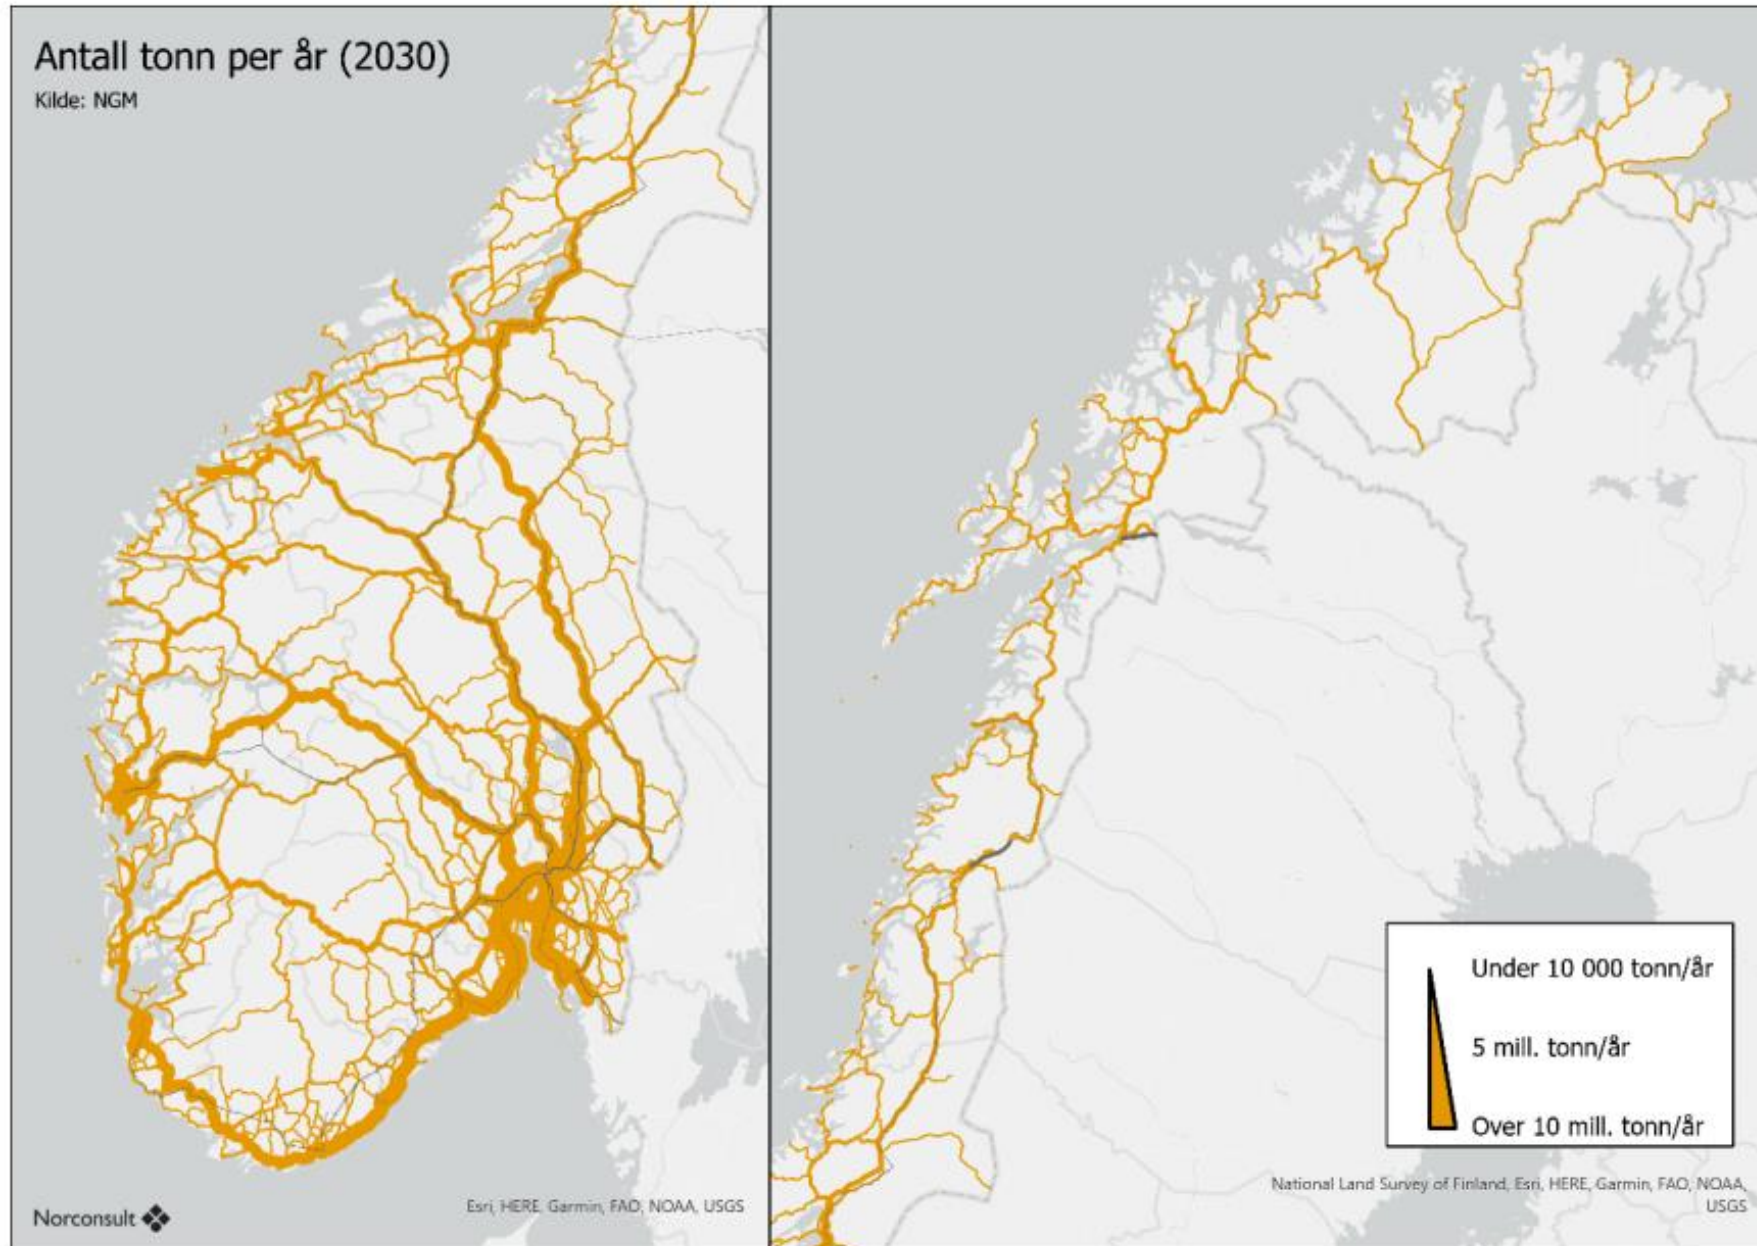 Antall tonn per år (2030)
Kilde: NGM
Under 10 000 tonn/år
5 mill. tonn/år
Over 10 mill. tonn/år
Norconsult
Esri, HERE, Garmin, FAO, NOAA, USGS
National Land Survey of Finland, Esri, HERE, Garmin, FAO, NOAA,
USGS